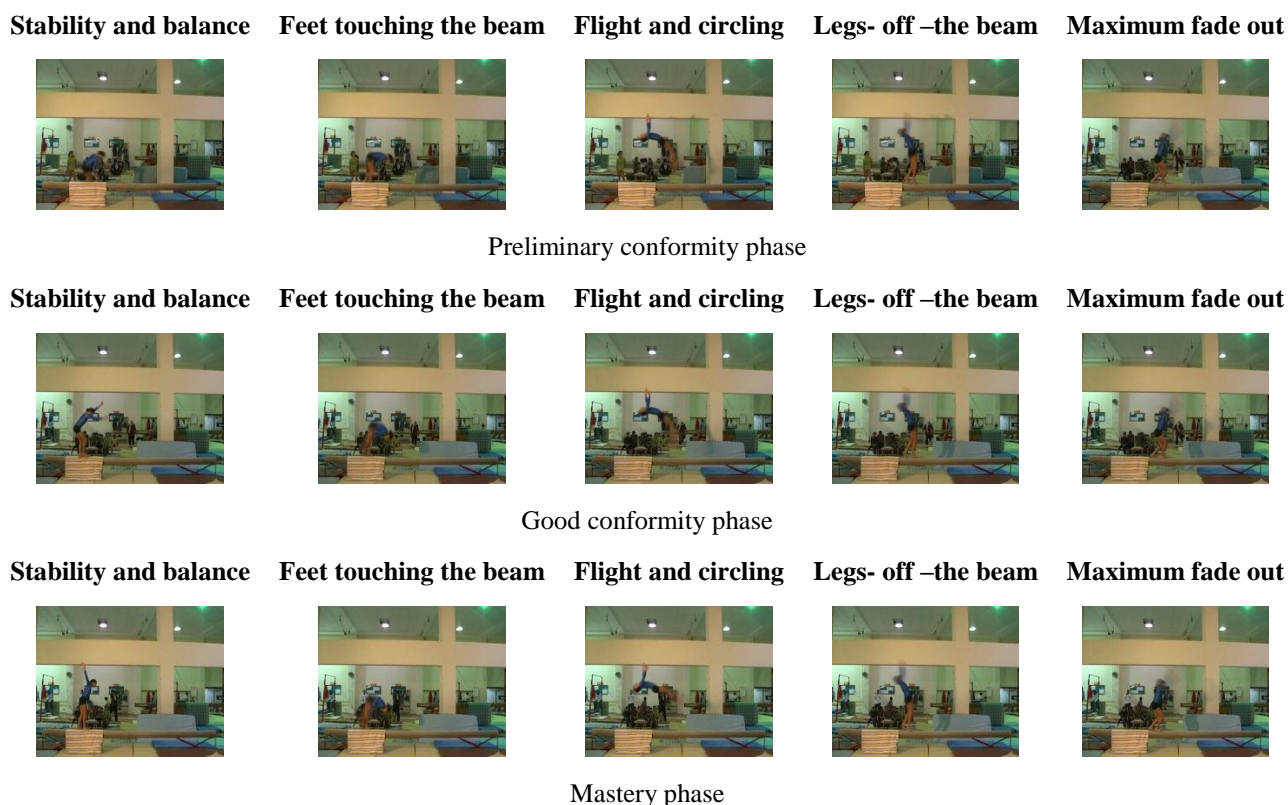 Stability and balance Feet touching the beam Flight and circling Legs- off –the beam Maximum fade out
Preliminary conformity phase
Stability and balance Feet touching the beam Flight and circling Legs- off –the beam Maximum fade out
Good conformity phase
Stability and balance Feet touching the beam Flight and circling Legs- off –the beam Maximum fade out
Mastery phase